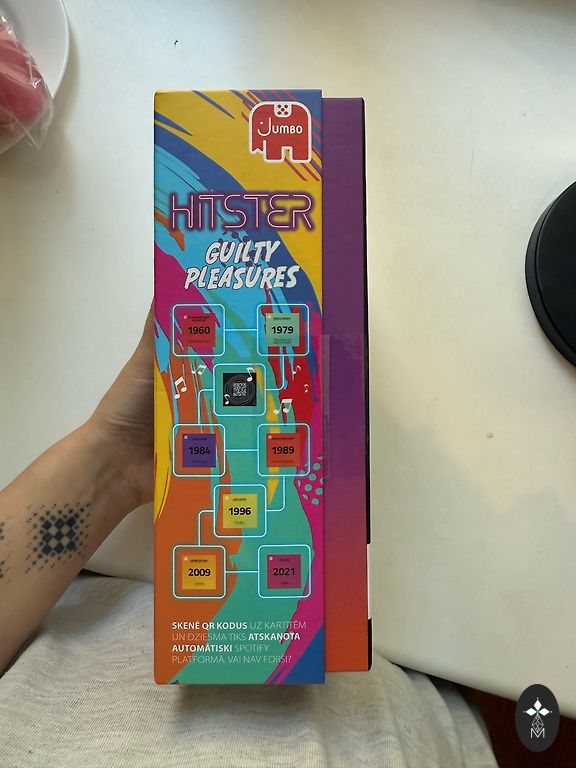 JUMBO
HITSTER
GUILTY
PLEASURES
1960
1979
1984
1989
1996
2009
2021
SKENĒ QR KODUS UZ KARTITĒM
UN DZIESMA TIKS ATSKAŅOTA
AUTOMĀTISKI SPOTIFY
PLATFORMĀ. VAI NAV FORŠI?
M